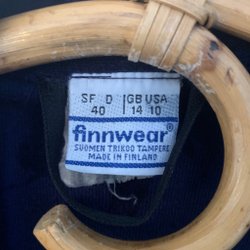 SF D GB USA
40 14 10
finnwear®
SUOMEN TRIKOO TAMPERE
MADE IN FINLAND